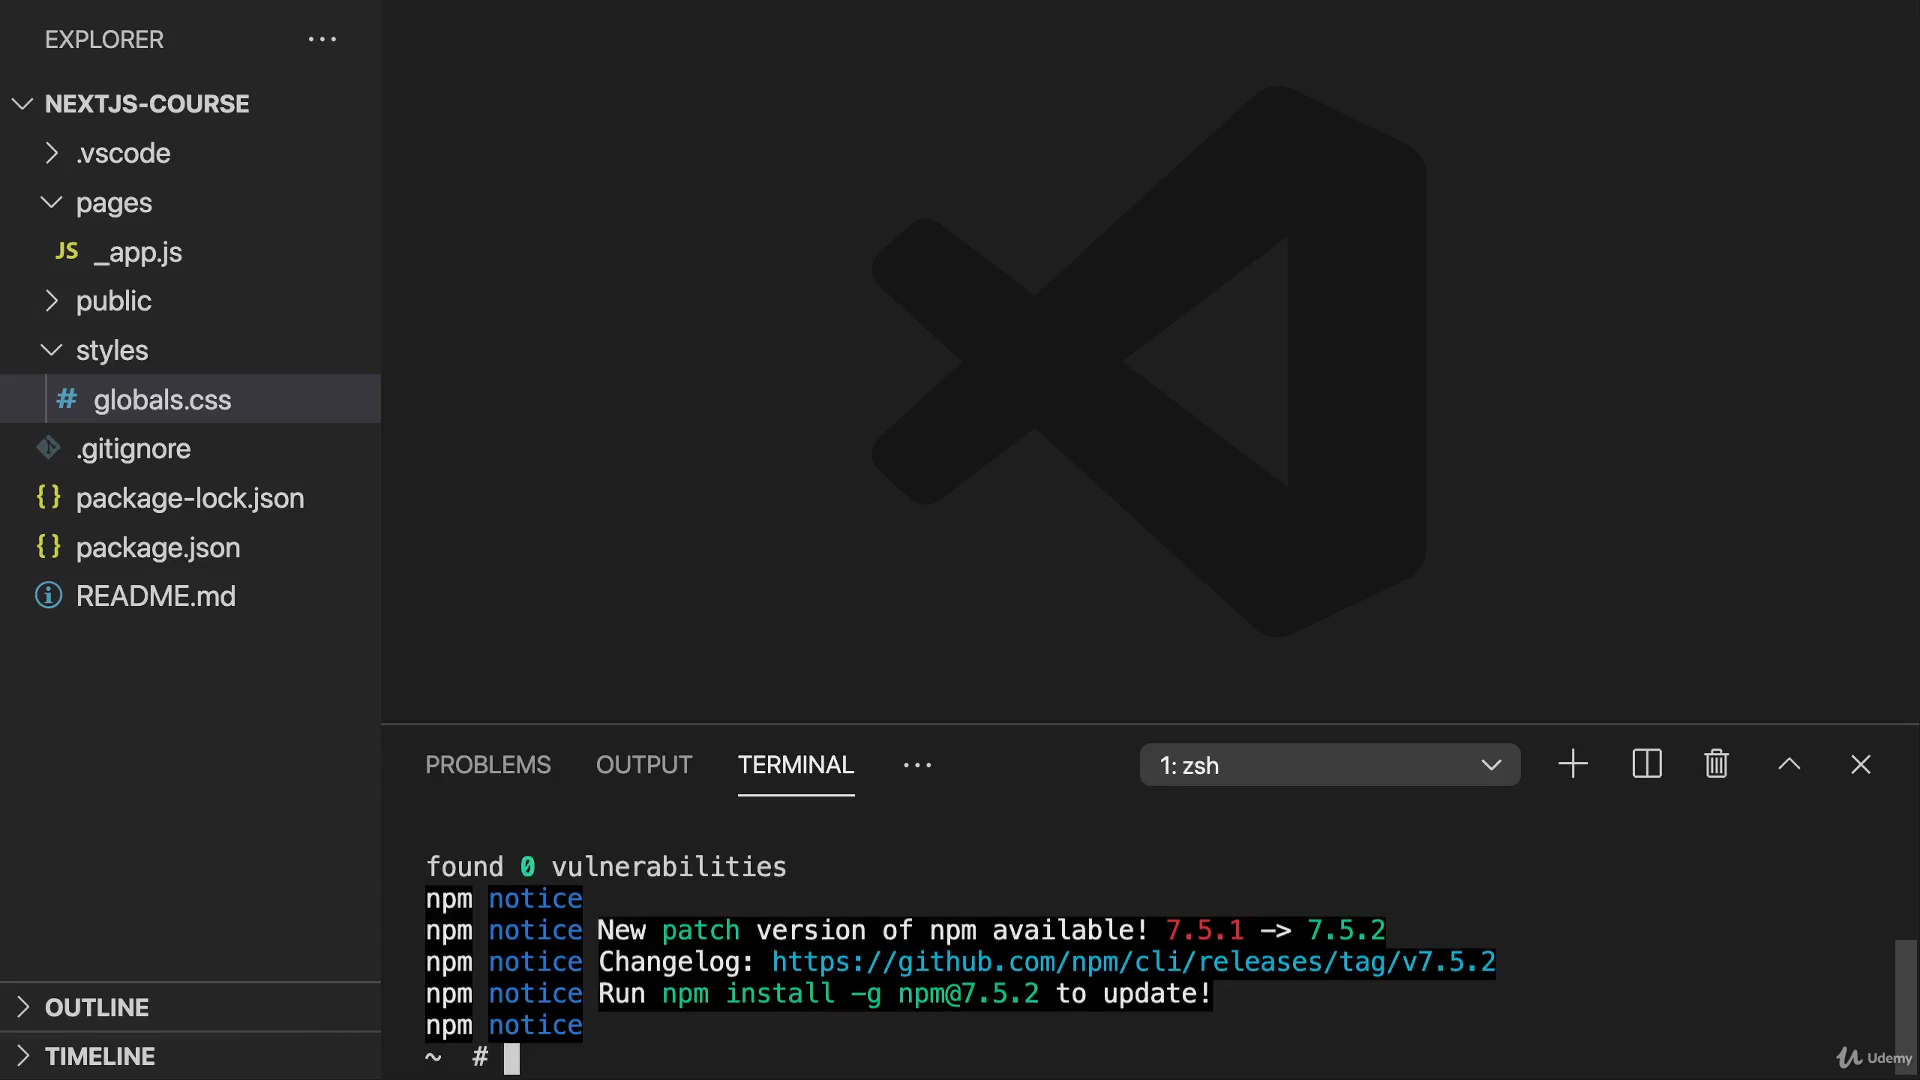 EXPLORER
NEXTJS-COURSE
.vscode
pages
JS _app.js
public
styles
# globals.css
.gitignore
{} package-lock.json
{} package.json
README.md
OUTLINE
TIMELINE
PROBLEMS OUTPUT TERMINAL ··· 1: zsh
found 0 vulnerabilities
npm notice
npm notice New patch version of npm available! 7.5.1 -> 7.5.2
npm notice Changelog: https://github.com/npm/cli/releases/tag/v7.5.2
npm notice Run npm install -g npm@7.5.2 to update!
npm notice
~ #
Udemy